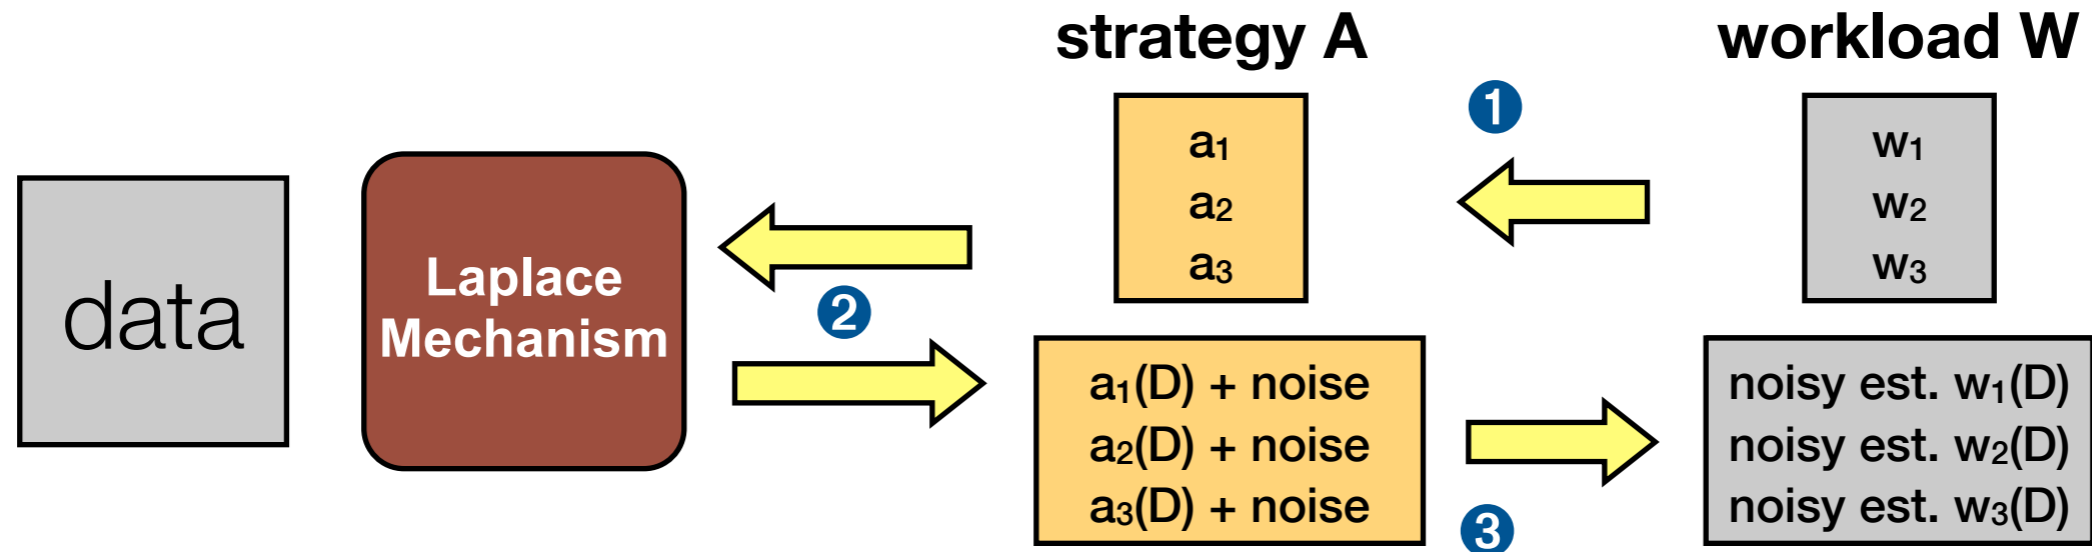 strategy A
workload W
1
a₁
a₂
a₃
w₁
w₂
w₃
data
Laplace
Mechanism
2
a₁(D) + noise
a₂(D) + noise
a₃(D) + noise
noisy est. w₁(D)
noisy est. w₂(D)
noisy est. w₃(D)
3